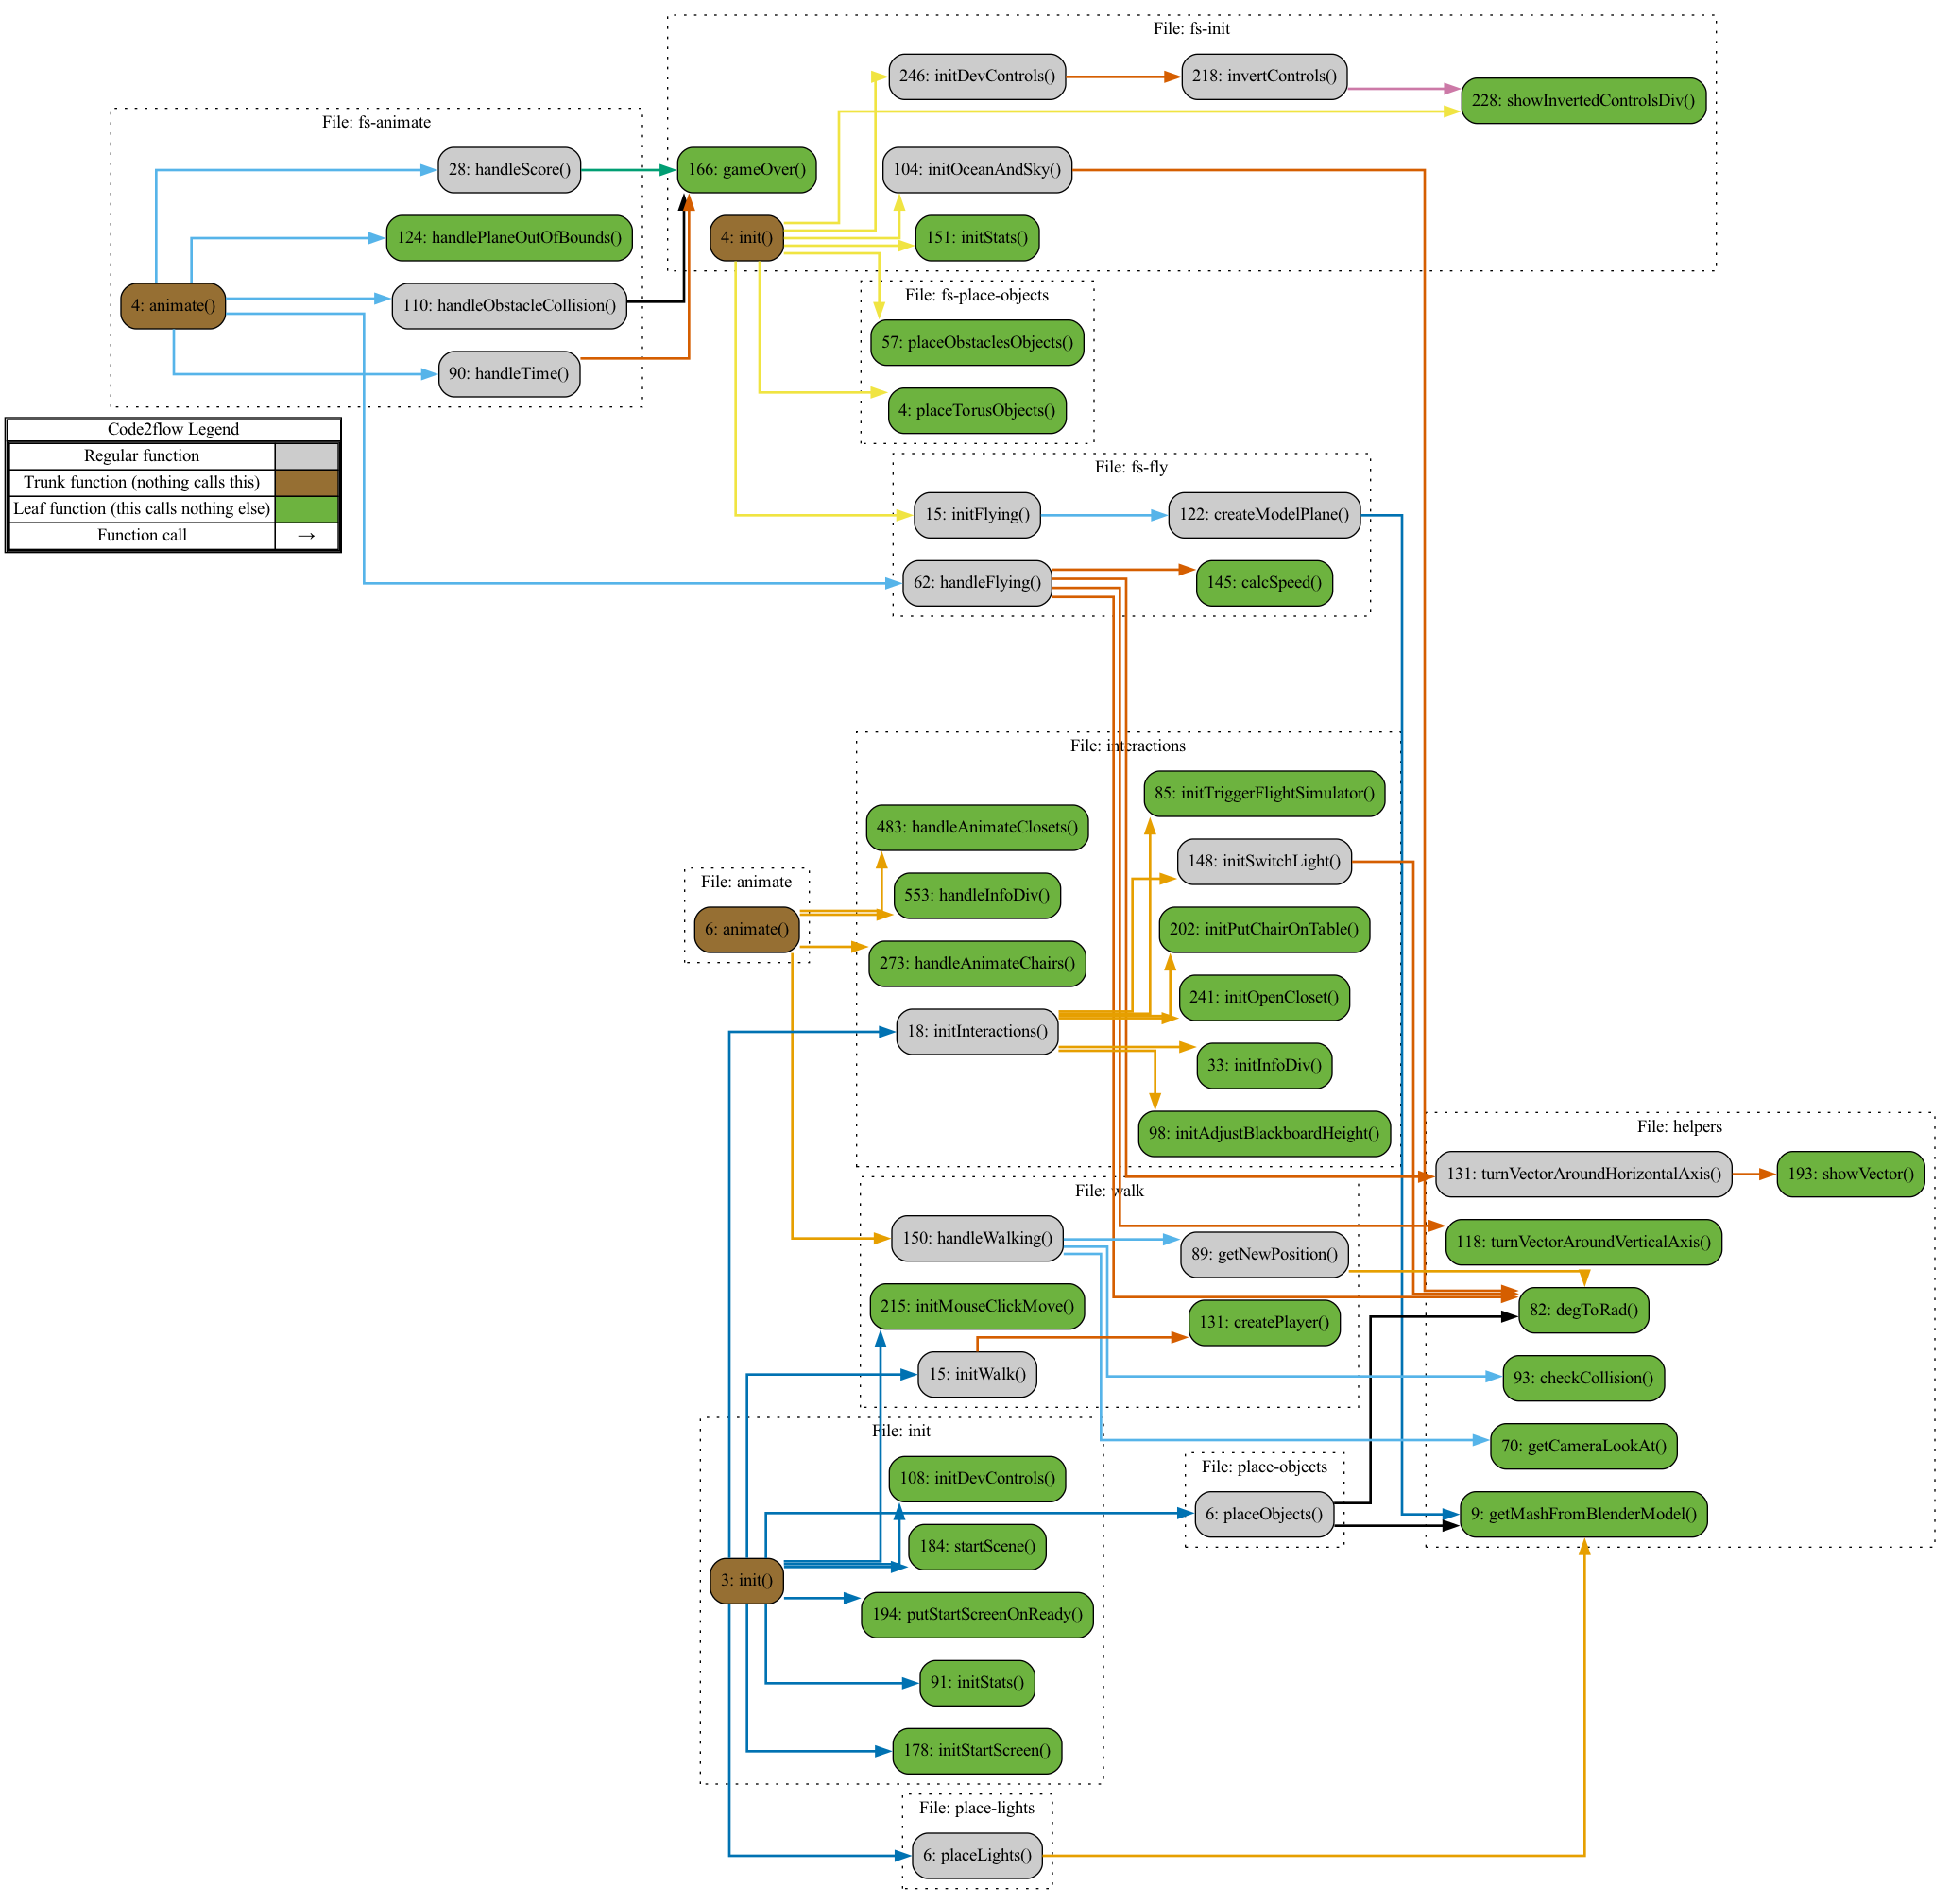 File: fs-init
246: initDevControls()
218: invertControls()
228: showInvertedControlsDiv()
166: gameOver()
104: initOceanAndSky()
4: init()
151: initStats()
File: fs-animate
28: handleScore()
124: handlePlaneOutOfBounds()
4: animate()
110: handleObstacleCollision()
90: handleTime()
File: fs-place-objects
57: placeObstaclesObjects()
4: placeTorusObjects()
Code2flow Legend
Regular function
Trunk function (nothing calls this)
Leaf function (this calls nothing else)
Function call →
File: fs-fly
15: initFlying()
122: createModelPlane()
62: handleFlying()
145: calcSpeed()
File: interactions
85: initTriggerFlightSimulator()
483: handleAnimateClosets()
148: initSwitchLight()
553: handleInfoDiv()
202: initPutChairOnTable()
273: handleAnimateChairs()
241: initOpenCloset()
18: initInteractions()
33: initInfoDiv()
98: initAdjustBlackboardHeight()
File: animate
6: animate()
File: helpers
131: turnVectorAroundHorizontalAxis()
193: showVector()
118: turnVectorAroundVerticalAxis()
82: degToRad()
93: checkCollision()
70: getCameraLookAt()
9: getMashFromBlenderModel()
File: walk
150: handleWalking()
89: getNewPosition()
215: initMouseClickMove()
131: createPlayer()
15: initWalk()
File: init
108: initDevControls()
184: startScene()
3: init()
194: putStartScreenOnReady()
91: initStats()
178: initStartScreen()
File: place-objects
6: placeObjects()
File: place-lights
6: placeLights()